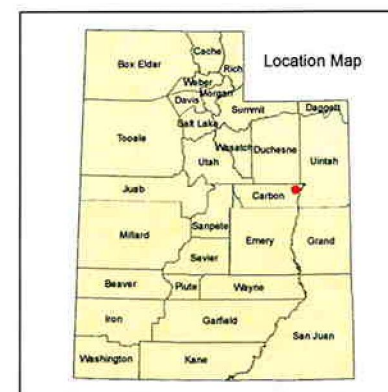 Location Map
Box Elder
Cache
Rich
Weber
Morgan
Davis
Summit
Daggett
Salt Lake
Tooele
Wasatch
Duchesne
Utah
Uintah
Juab
Carbon
Sanpete
Millard
Emery
Grand
Sevier
Beaver
Piute
Wayne
Iron
Garfield
San Juan
Washington
Kane